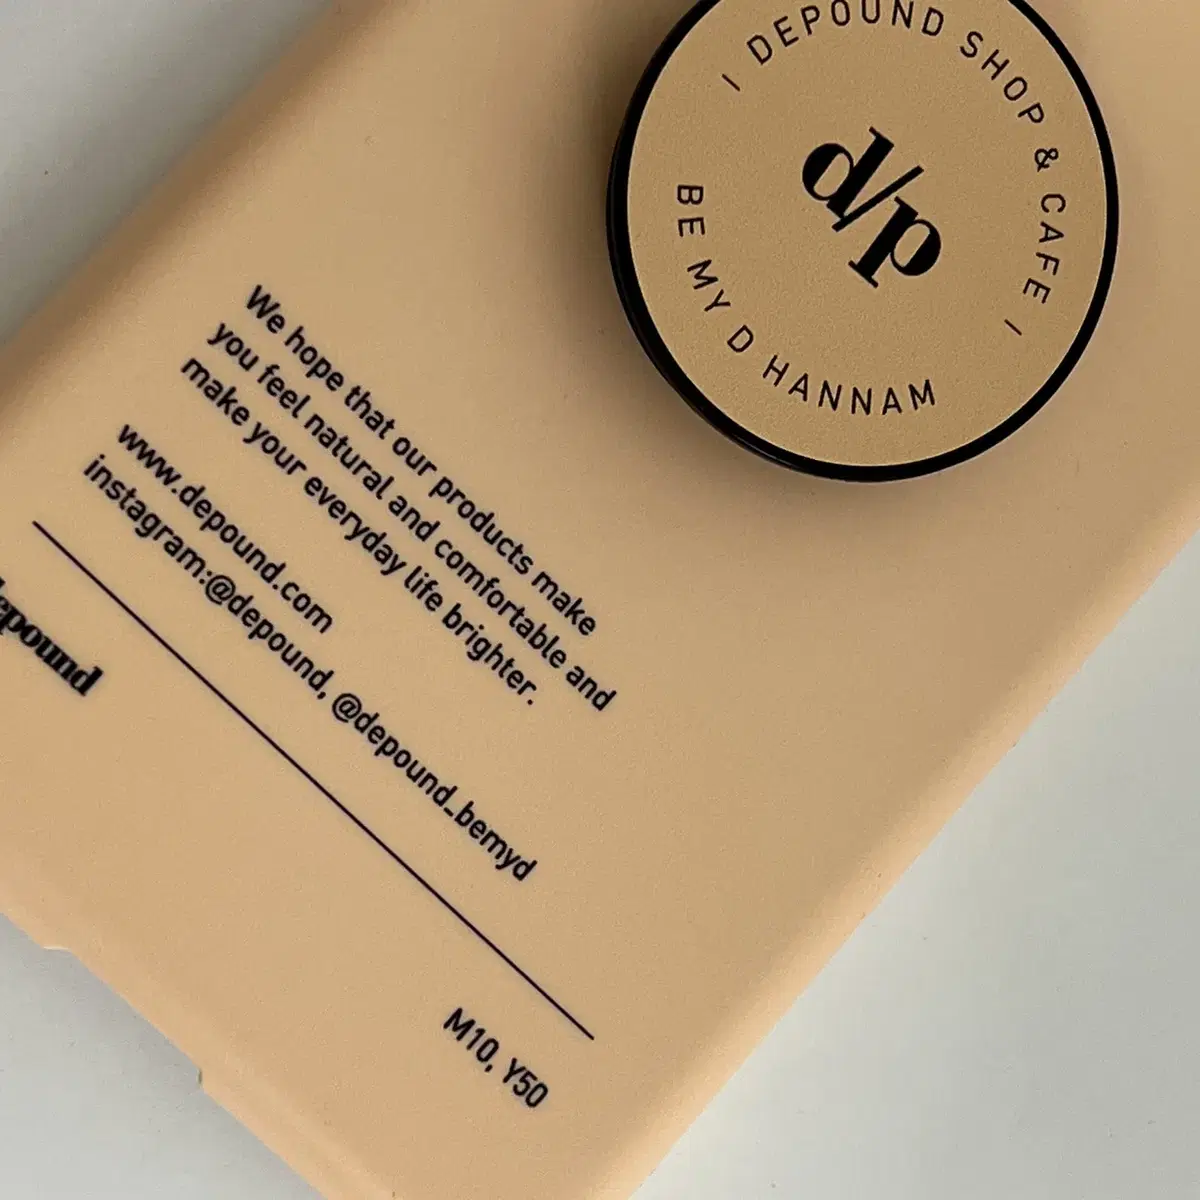 | DEPOUND SHOP & CAFE |
d/p
BE MY D HANNAM
We hope that our products make
you feel natural and comfortable and
make your everyday life brighter.
www.depound.com
instagram:@depound, @depound_bemyd
depound
M10, Y50